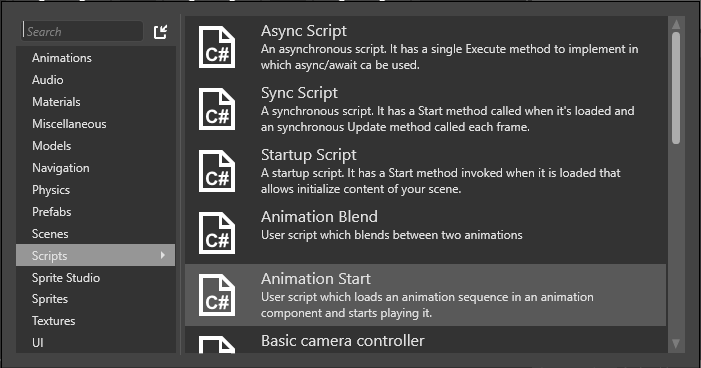 Search
Animations
Audio
Materials
Miscellaneous
Models
Navigation
Physics
Prefabs
Scenes
Scripts
Sprite Studio
Sprites
Textures
UI
C#
Async Script
An asynchronous script. It has a single Execute method to implement in
which async/await ca be used.
C#
Sync Script
A synchronous script. It has a Start method called when it's loaded and
an synchronous Update method called each frame.
C#
Startup Script
A startup script. It has a Start method invoked when it is loaded that
allows initialize content of your scene.
C#
Animation Blend
User script which blends between two animations
C#
Animation Start
User script which loads an animation sequence in an animation
component and starts playing it.
Basic camera controller